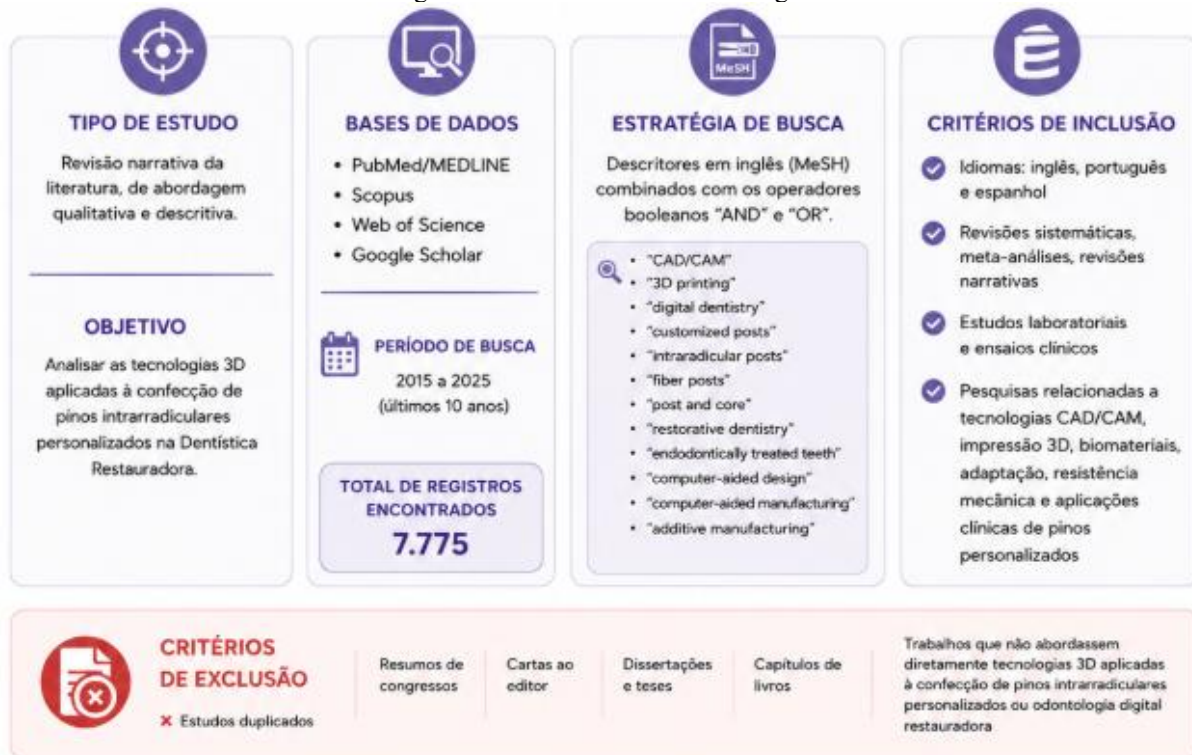 MeSH
TIPO DE ESTUDO
Revisão narrativa da
literatura, de abordagem
qualitativa e descritiva.
OBJETIVO
Analisar as tecnologias 3D
aplicadas à confecção de
pinos intrarradiculares
personalizados na Dentística
Restauradora.
BASES DE DADOS
• PubMed/MEDLINE
• Scopus
• Web of Science
• Google Scholar
PERÍODO DE BUSCA
2015 a 2025
(últimos 10 anos)
TOTAL DE REGISTROS
ENCONTRADOS
7.775
ESTRATÉGIA DE BUSCA
Descritores em inglês (MeSH)
combinados com os operadores
booleanos “AND” e “OR”.
• “CAD/CAM”
• “3D printing”
• “digital dentistry”
• “customized posts”
• “intraradicular posts”
• “fiber posts”
• “post and core”
• “restorative dentistry”
• “endodontically treated teeth”
• “computer-aided design”
• “computer-aided manufacturing”
• “additive manufacturing”
CRITÉRIOS DE INCLUSÃO
Idiomas: inglês, português
e espanhol
Revisões sistemáticas,
meta-análises, revisões
narrativas
Estudos laboratoriais
e ensaios clínicos
Pesquisas relacionadas a
tecnologias CAD/CAM,
impressão 3D, biomateriais,
adaptação, resistência
mecânica e aplicações
clínicas de pinos
personalizados
CRITÉRIOS
DE EXCLUSÃO
× Estudos duplicados
Resumos de
congressos
Cartas ao
editor
Dissertações
e teses
Capítulos de
livros
Trabalhos que não abordassem
diretamente tecnologias 3D aplicadas
à confecção de pinos intrarradiculares
personalizados ou odontologia digital
restauradora